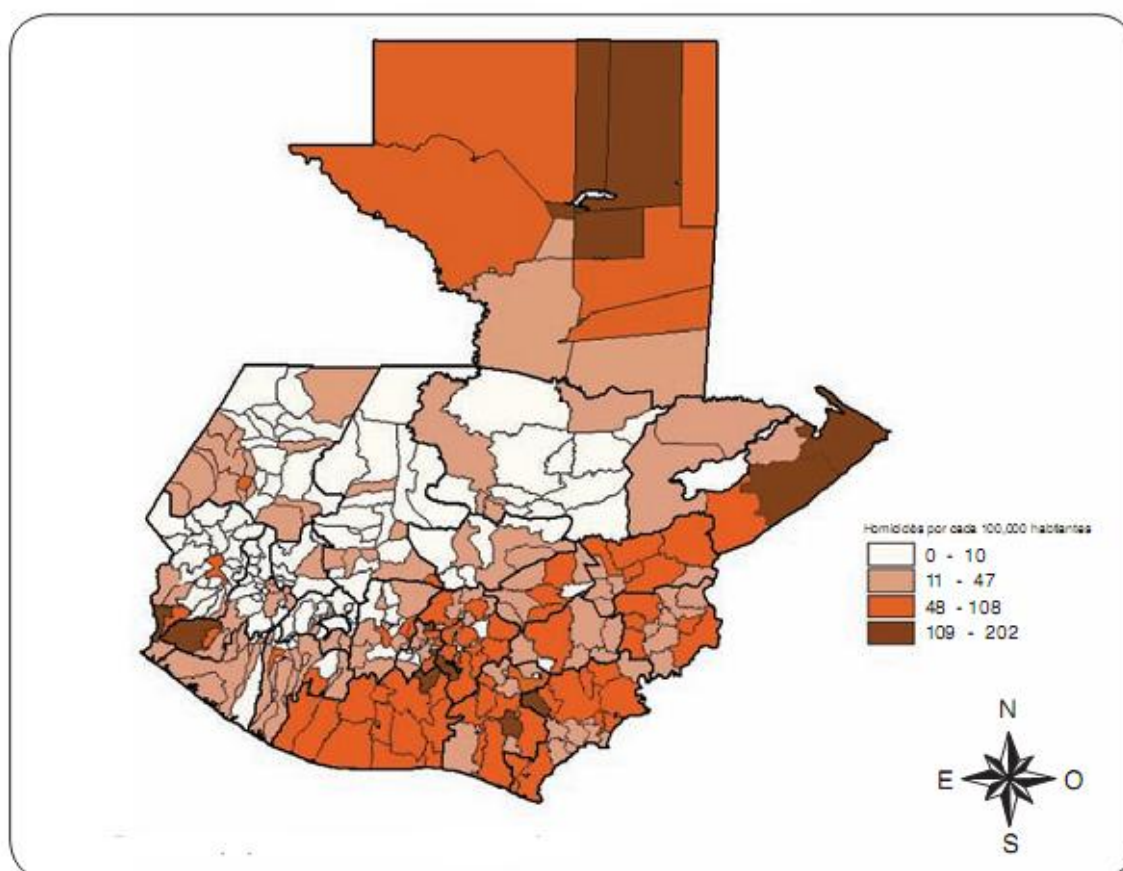 Homicidios por cada 100,000 habitantes
0 - 10
11 - 47
48 - 108
109 - 202
N
E O
S